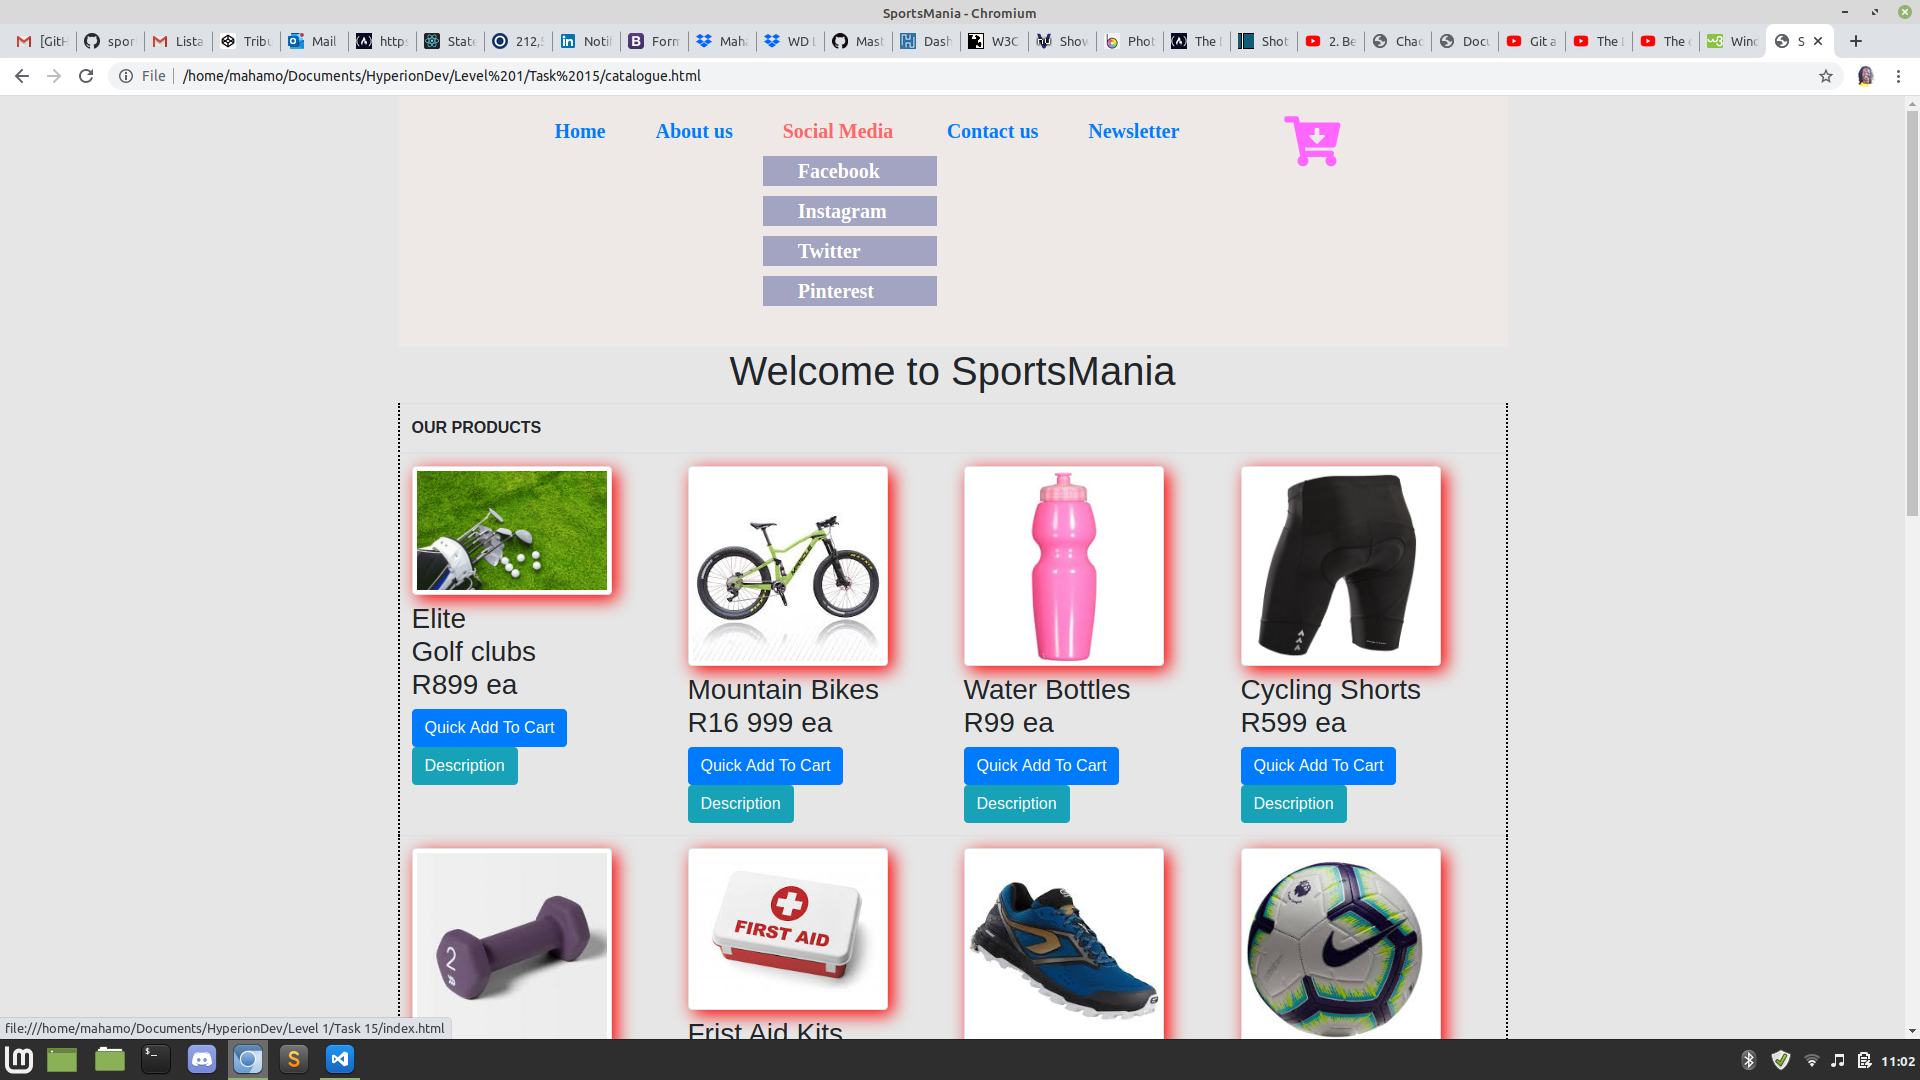 SportsMania - Chromium
[GitH spor Lista Tribu Mail https State 212, Notif Form Maha WD L Mast Dash W3C Show Phot The L Shot 2. Be Chac Docu Git a The The Wind S
File /home/mahamo/Documents/HyperionDev/Level%201/Task%2015/catalogue.html
Home About us Social Media Contact us Newsletter
Facebook
Instagram
Twitter
Pinterest
Welcome to SportsMania
OUR PRODUCTS
Elite
Golf clubs
R899 ea
Quick Add To Cart
Description
Mountain Bikes
R16 999 ea
Quick Add To Cart
Description
Water Bottles
R99 ea
Quick Add To Cart
Description
Cycling Shorts
R599 ea
Quick Add To Cart
Description
2
FIRST AID
Frist Aid Kits
file:///home/mahamo/Documents/HyperionDev/Level 1/Task 15/index.html
11:02